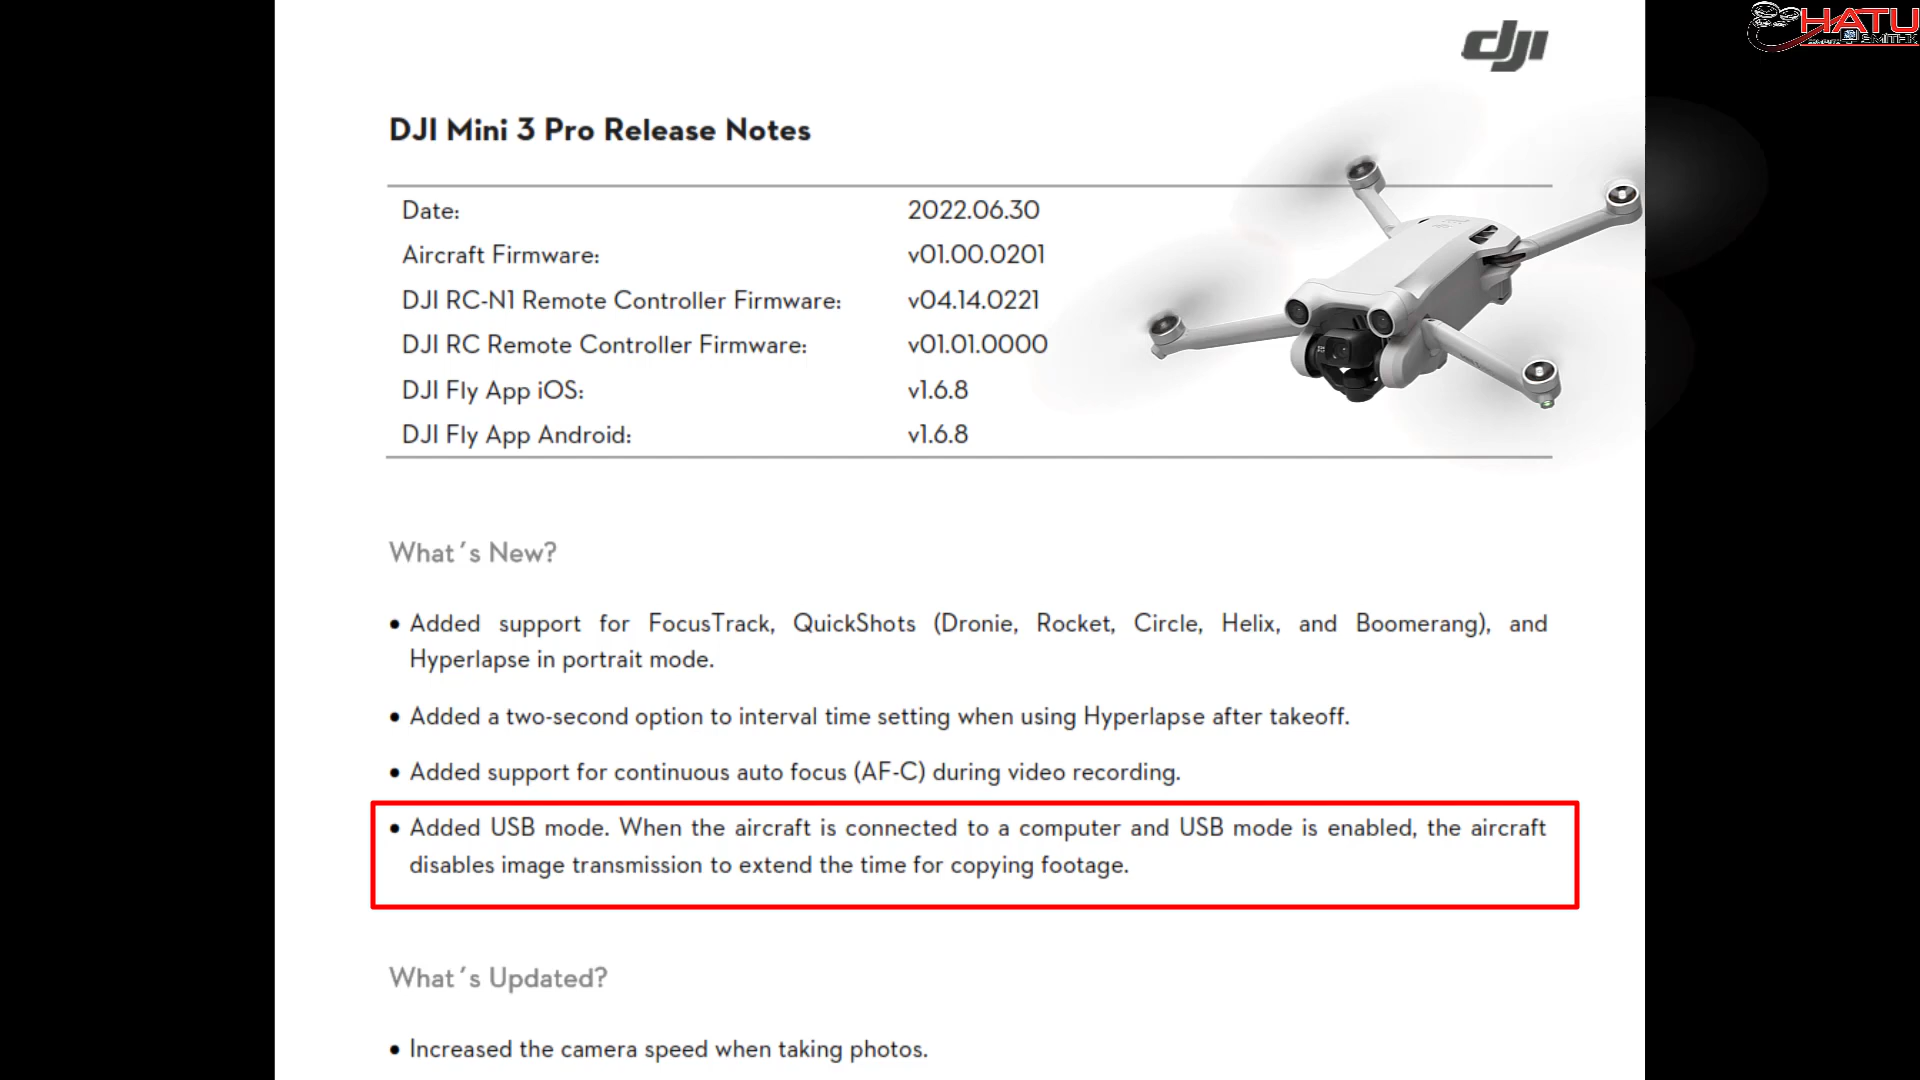 HATU
dji
DJI Mini 3 Pro Release Notes
Date: 2022.06.30
Aircraft Firmware: v01.00.0201
DJI RC-N1 Remote Controller Firmware: v04.14.0221
DJI RC Remote Controller Firmware: v01.01.0000
DJI Fly App iOS: v1.6.8
DJI Fly App Android: v1.6.8
What´s New?
• Added support for FocusTrack, QuickShots (Dronie, Rocket, Circle, Helix, and Boomerang), and
Hyperlapse in portrait mode.
• Added a two-second option to interval time setting when using Hyperlapse after takeoff.
• Added support for continuous auto focus (AF-C) during video recording.
• Added USB mode. When the aircraft is connected to a computer and USB mode is enabled, the aircraft
disables image transmission to extend the time for copying footage.
What´s Updated?
• Increased the camera speed when taking photos.